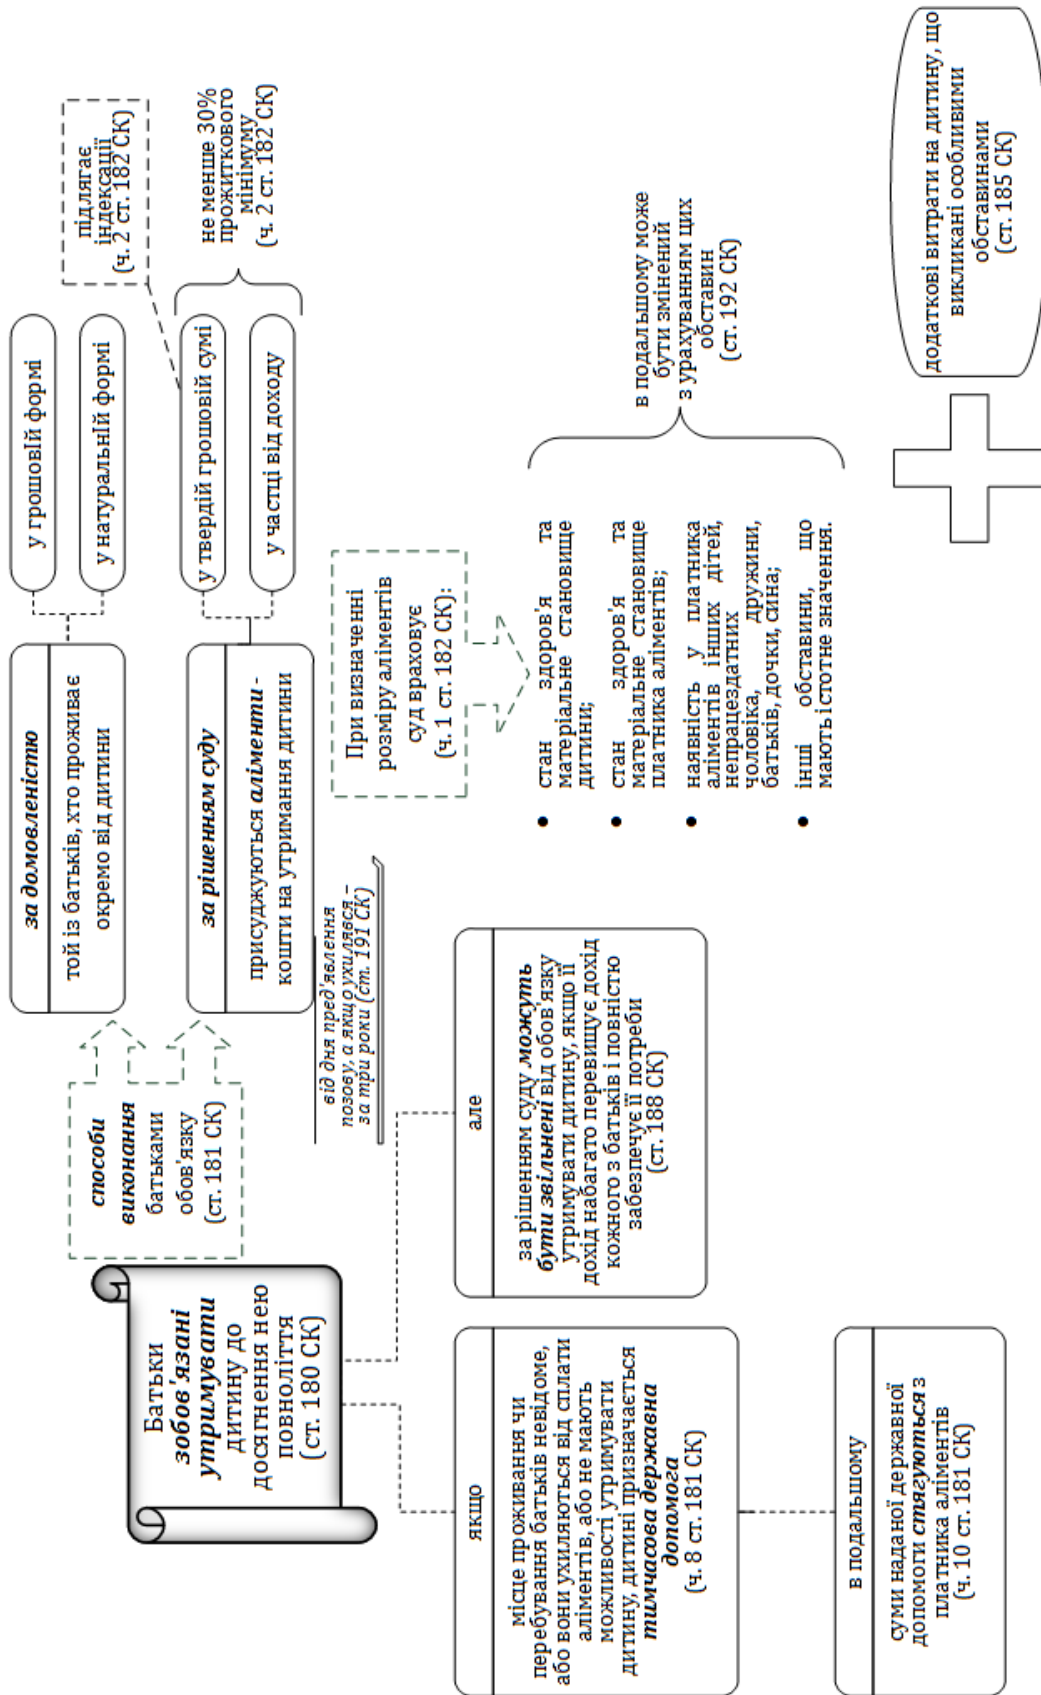 Батьки
зобов'язані
утримувати
дитину до
досягнення нею
повноліття
(ст. 180 СК)
способи
виконання
батьками
обов'язку
(ст. 181 СК)
за домовленістю
той із батьків, хто проживає
окремо від дитини
у грошовій формі
у натуральній формі
за рішенням суду
присуджуються аліменти -
кошти на утримання дитини
у твердій грошовій сумі
у частці від доходу
підлягає
індексації
(ч. 2 ст. 182 СК)
не менше 30%
прожиткового
мінімуму
(ч. 2 ст. 182 СК)
від дня пред'явлення
позову, а якщо ухилявся –
за три роки (ст. 191 СК)
При визначенні
розміру аліментів
суд враховує
(ч. 1 ст. 182 СК):
• стан здоров'я та
матеріальне становище
дитини;
• стан здоров'я та
матеріальне становище
платника аліментів;
• наявність у платника
аліментів інших дітей,
непрацездатних
чоловіка, дружини,
батьків, дочки, сина;
• інші обставини, що
мають істотне значення.
в подальшому може
бути змінений
з урахуванням цих
обставин
(ст. 192 СК)
якщо
місце проживання чи
перебування батьків невідоме,
або вони ухиляються від сплати
аліментів, або не мають
можливості утримувати
дитину, дитині призначається
тимчасова державна
допомога
(ч. 8 ст. 181 СК)
але
за рішенням суду можуть
бути звільнені від обов'язку
утримувати дитину, якщо її
дохід набагато перевищує дохід
кожного з батьків і повністю
забезпечує її потреби
(ст. 188 СК)
в подальшому
суми наданої державної
допомоги стягуються з
платника аліментів
(ч. 10 ст. 181 СК)
додаткові витрати на дитину, що
викликані особливими
обставинами
(ст. 185 СК)